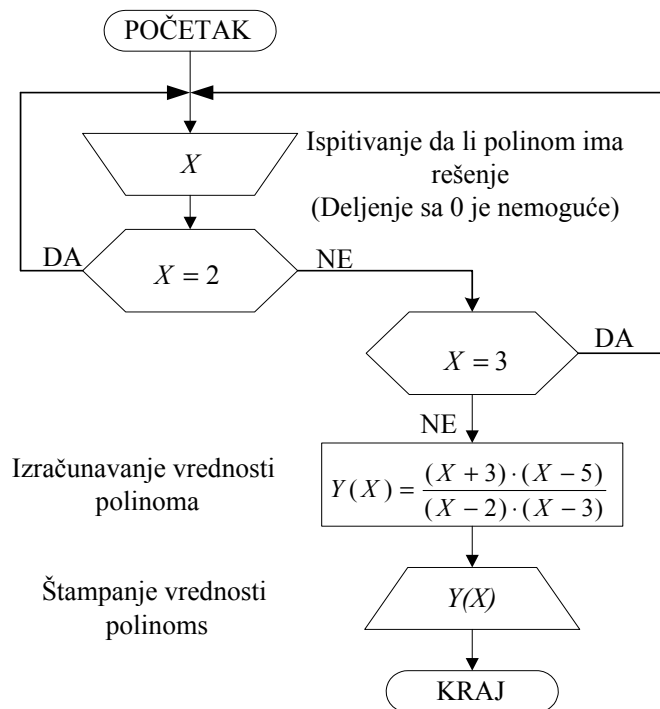 POČETAK
X
Ispitivanje da li polinom ima
rešenje
(Deljenje sa 0 je nemoguće)
DA
X = 2
NE
X = 3
DA
NE
Izračunavanje vrednosti
polinoma
Y(X) = \frac{(X + 3) · (X − 5)}{(X − 2) · (X − 3)}
Štampanje vrednosti
polinoms
Y(X)
KRAJ